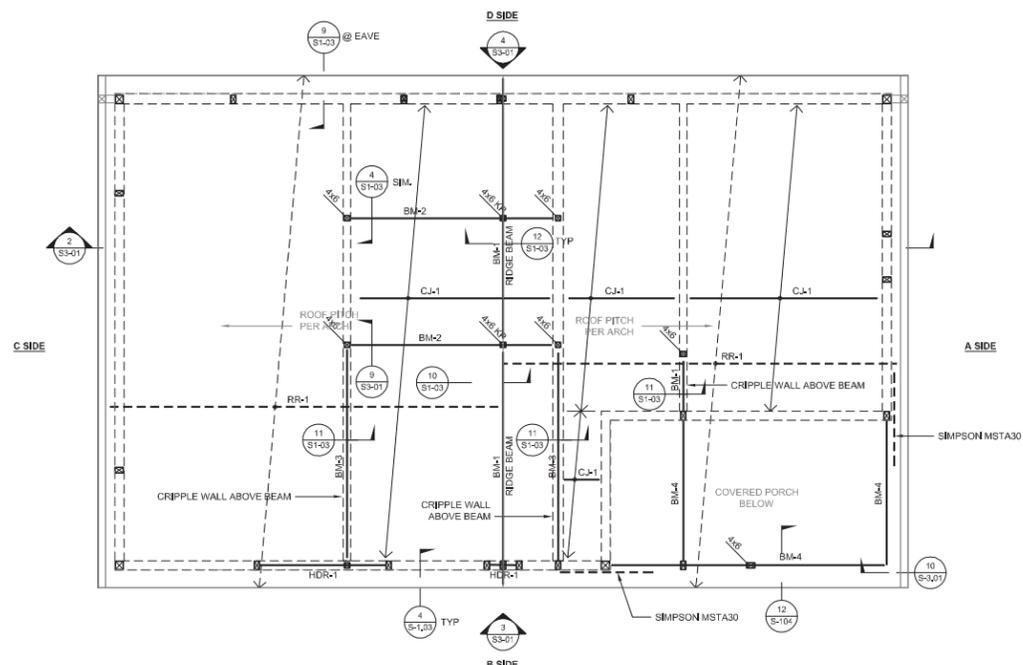 D SIDE
9
S1-03
@ EAVE
4
S3-01
4
S1-03
SIM.
4x6
BM-2
4x6 KR
4x6
2
S3-01
12
S1-03
TYP
BM-1
RIDGE BEAM
CJ-1
CJ-1
CJ-1
ROOF PITCH
PER ARCH
ROOF PITCH
PER ARCH
4x6
BM-2
4x6 KR
4x6
C SIDE
A SIDE
RR-1
9
S3-01
10
S1-03
BM-1
CRIPPLE WALL ABOVE BEAM
11
S1-03
RR-1
11
S1-03
11
S1-03
SIMPSON MSTA30
BM-3
BM-1
RIDGE BEAM
BM-3
CJ-1
BM-4
COVERED PORCH
BELOW
BM-4
CRIPPLE WALL ABOVE BEAM
CRIPPLE WALL
ABOVE BEAM
4x6
BM-4
HDR-1
HDR-1
10
S-3.01
4
S-1.03
TYP
3
S3-01
SIMPSON MSTA30
12
S-104
B SIDE